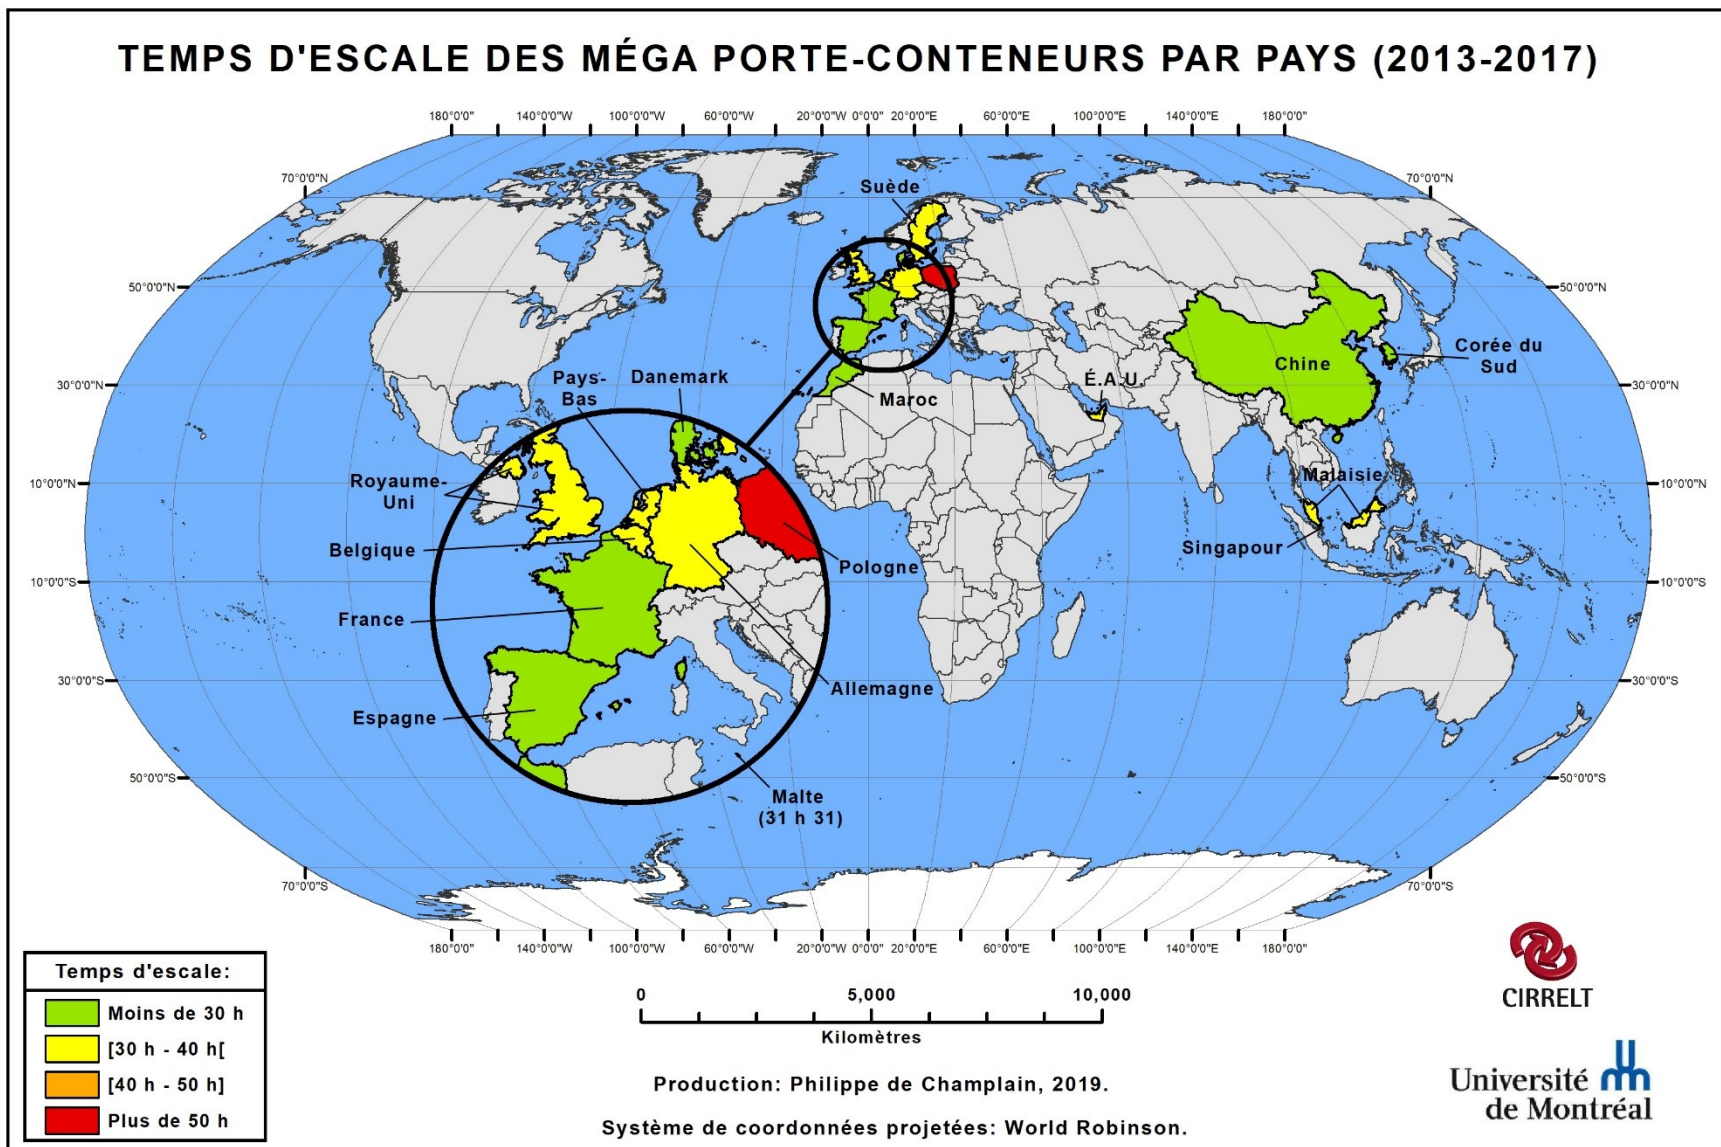 TEMPS D'ESCALE DES MÉGA PORTE-CONTENEURS PAR PAYS (2013-2017)
180°0'0" 140°0'0"W 100°0'0"W 60°0'0"W 20°0'0"W 0°0'0" 20°0'0"E 60°0'0"E 100°0'0"E 140°0'0"E 180°0'0"
70°0'0"N 70°0'0"N
Suède
50°0'0"N 50°0'0"N
Corée du
Sud
Chine
Pays-
Bas
Danemark
É.A.U.
30°0'0"N 30°0'0"N
Maroc
10°0'0"N 10°0'0"N
Royaume-
Uni
Malaisie
Belgique
Singapour
Pologne
10°0'0"S 10°0'0"S
France
30°0'0"S 30°0'0"S
Allemagne
Espagne
50°0'0"S 50°0'0"S
Malte
(31 h 31)
70°0'0"S 70°0'0"S
180°0'0" 140°0'0"W 100°0'0"W 60°0'0"W 20°0'0"W 0°0'0" 20°0'0"E 60°0'0"E 100°0'0"E 140°0'0"E 180°0'0"
Temps d'escale:
Moins de 30 h
[30 h - 40 h[
[40 h - 50 h]
Plus de 50 h
0 5,000 10,000
Kilomètres
Production: Philippe de Champlain, 2019.
Système de coordonnées projetées: World Robinson.
CIRRELT
Université
de Montréal